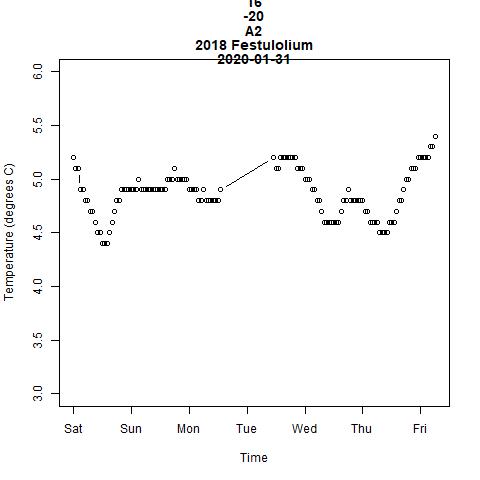 16
-20
A2
2018 Festulolium
2020-01-31
6.0
5.5
5.0
4.5
4.0
3.5
3.0
Temperature (degrees C)
Sat Sun Mon Tue Wed Thu Fri
Time